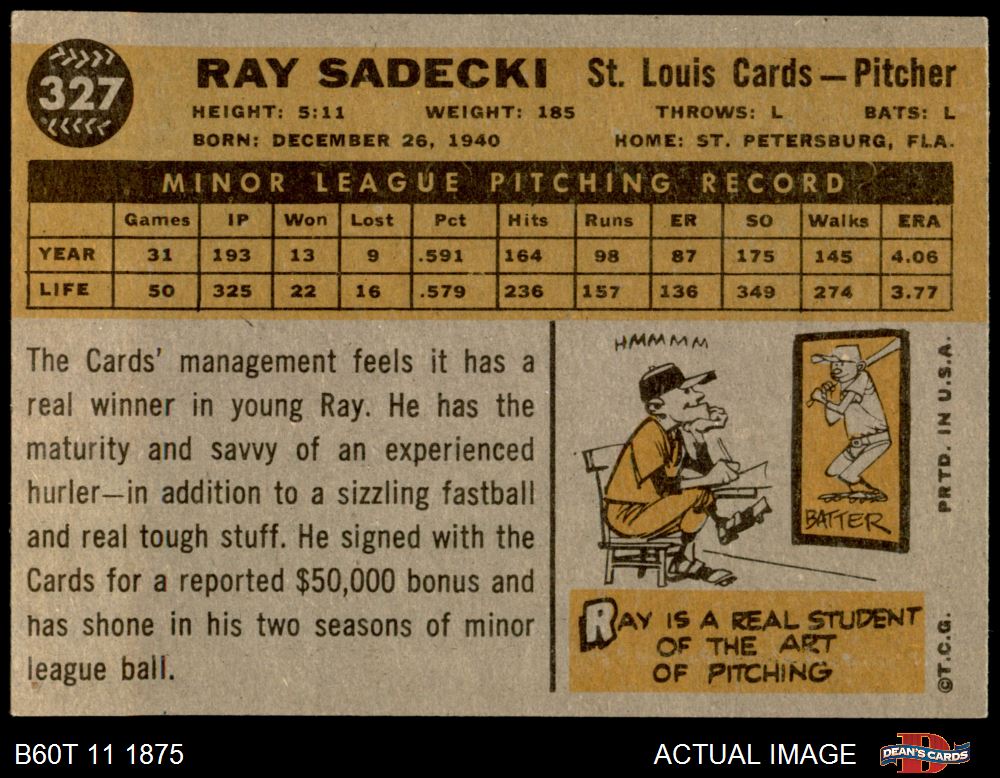 327
RAY SADECKI St. Louis Cards—Pitcher
HEIGHT: 5:11 WEIGHT: 185 THROWS: L BATS: L
BORN: DECEMBER 26, 1940 HOME: ST. PETERSBURG, FLA.
MINOR LEAGUE PITCHING RECORD
Games IP Won Lost Pct Hits Runs ER SO Walks ERA
YEAR 31 193 13 9 .591 164 98 87 175 145 4.06
LIFE 50 325 22 16 .579 236 157 136 349 274 3.77
The Cards' management feels it has a
real winner in young Ray. He has the
maturity and savvy of an experienced
hurler—in addition to a sizzling fastball
and real tough stuff. He signed with the
Cards for a reported $50,000 bonus and
has shone in his two seasons of minor
league ball.
HMMMMM
BATTER
RAY IS A REAL STUDENT
OF THE ART
OF PITCHING
PRTD. IN U.S.A.
©T.C.G.
B60T 11 1875
ACTUAL IMAGE
D
DEAN'S CARDS